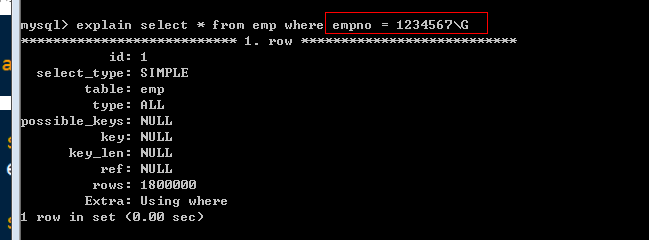 mysql> explain select * from emp where empno = 1234567\G
*************************** 1. row ***************************
id: 1
select_type: SIMPLE
table: emp
type: ALL
possible_keys: NULL
key: NULL
key_len: NULL
ref: NULL
rows: 1800000
Extra: Using where
1 row in set (0.00 sec)